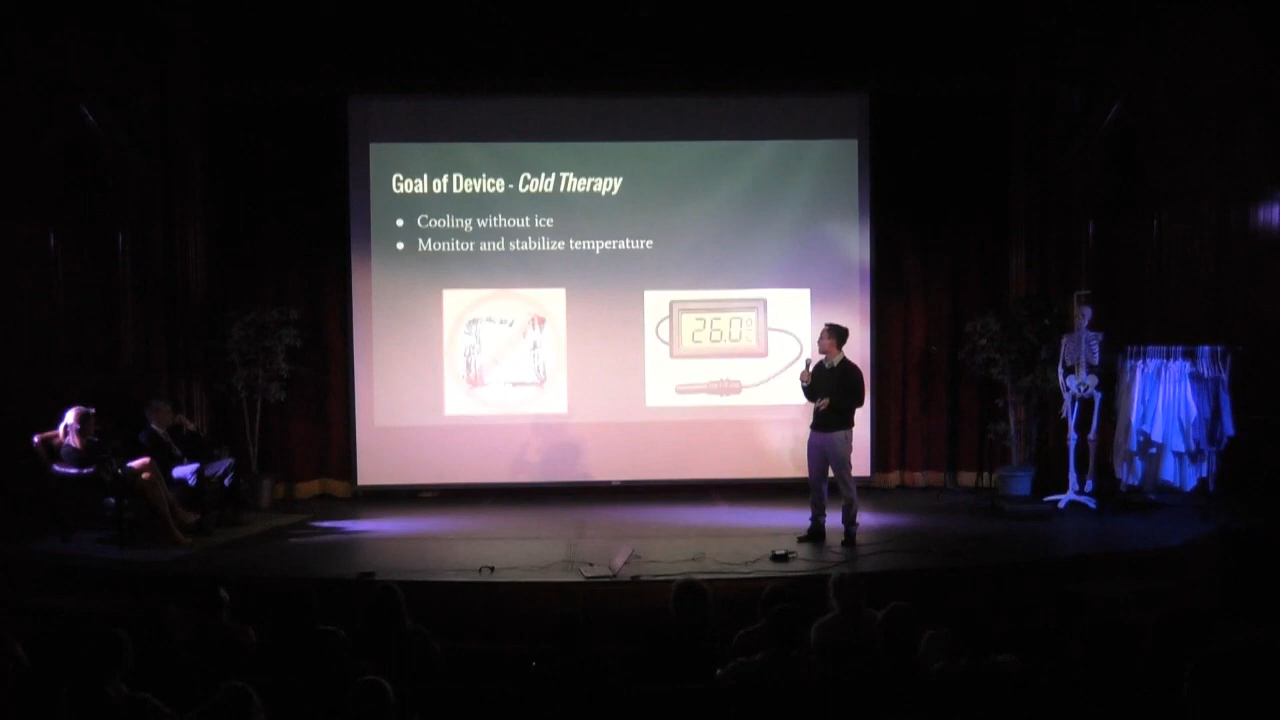 Goal of Device - Cold Therapy
● Cooling without ice
● Monitor and stabilize temperature
26.0